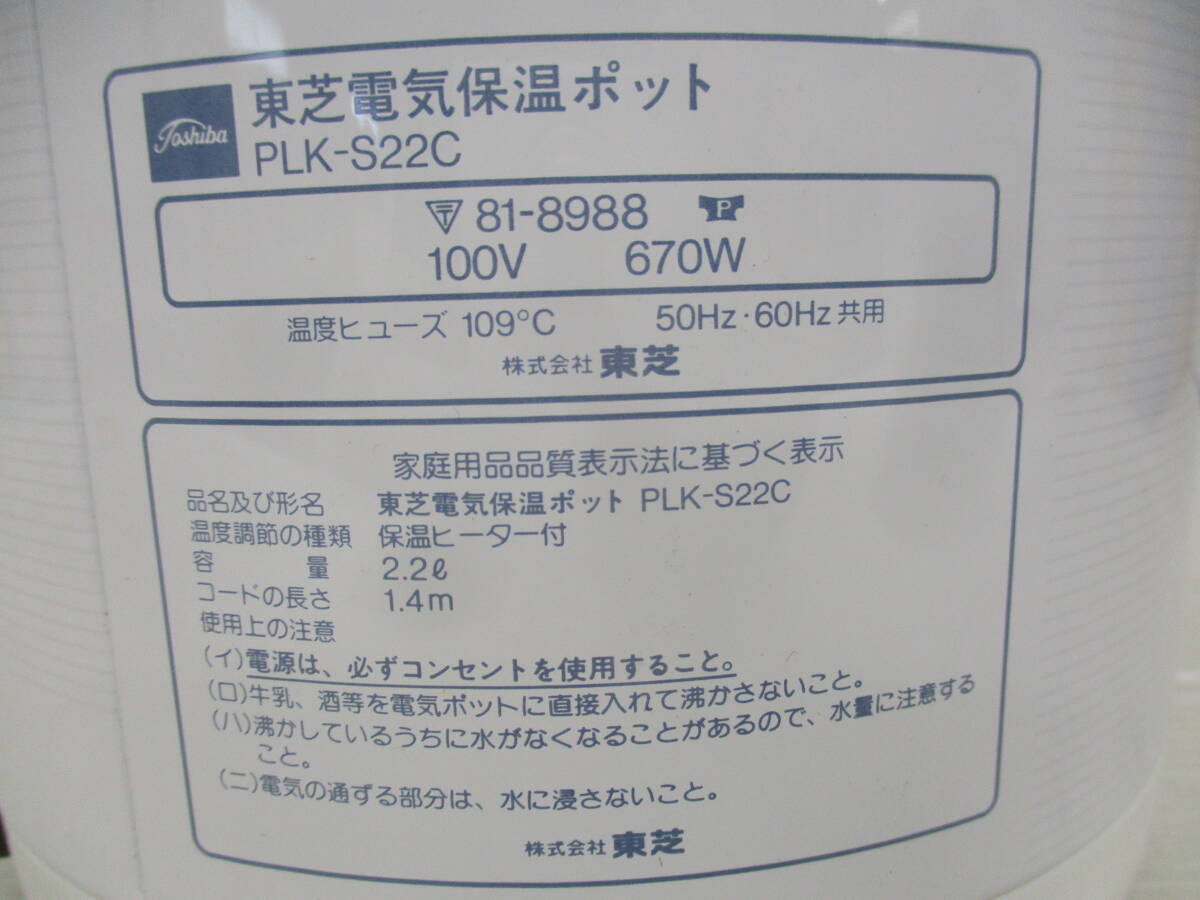 Toshiba
東芝電気保温ポット
PLK-S22C
〒 81-8988 P
100V 670W
温度ヒューズ 109°C 50Hz・60Hz共用
株式会社 東芝
家庭用品品質表示法に基づく表示
品名及び形名 東芝電気保温ポット PLK-S22C
温度調節の種類 保温ヒーター付
容 量 2.2ℓ
コードの長さ 1.4m
使用上の注意
(イ)電源は、必ずコンセントを使用すること。
(ロ)牛乳、酒等を電気ポットに直接入れて沸かさないこと。
(ハ)沸かしているうちに水がなくなることがあるので、水量に注意する
こと。
(ニ)電気の通ずる部分は、水に浸さないこと。
株式会社 東芝